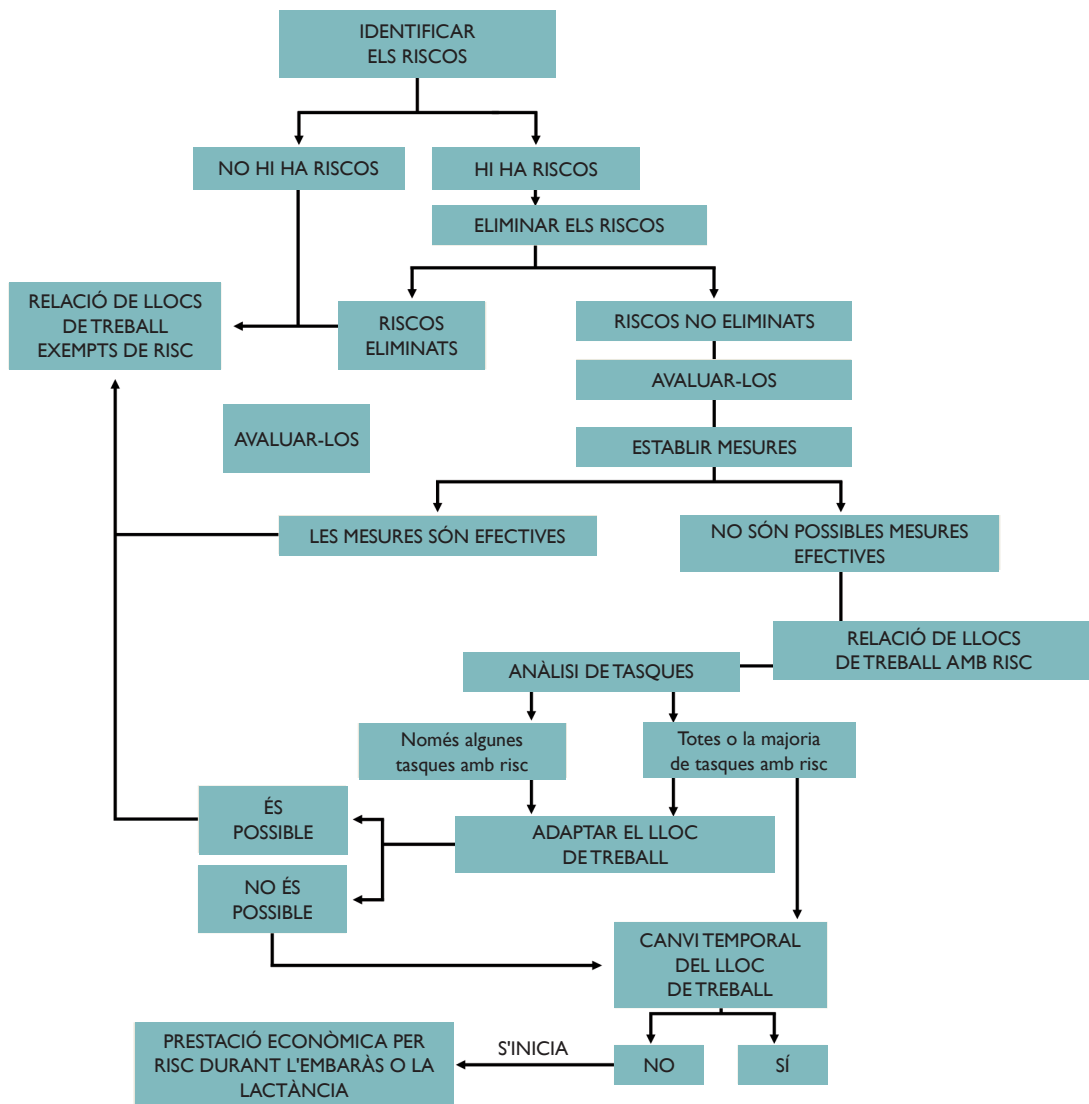 IDENTIFICAR
ELS RISCOS
NO HI HA RISCOS
HI HA RISCOS
ELIMINAR ELS RISCOS
RELACIÓ DE LLOCS
DE TREBALL
EXEMPTS DE RISC
RISCOS
ELIMINATS
RISCOS NO ELIMINATS
AVALUAR-LOS
AVALUAR-LOS
ESTABLIR MESURES
LES MESURES SÓN EFECTIVES
NO SÓN POSSIBLES MESURES
EFECTIVES
RELACIÓ DE LLOCS
DE TREBALL AMB RISC
ANÀLISI DE TASQUES
Només algunes
tasques amb risc
Totes o la majoria
de tasques amb risc
ÉS
POSSIBLE
ADAPTAR EL LLOC
DE TREBALL
NO ÉS
POSSIBLE
CANVI TEMPORAL
DEL LLOC
DE TREBALL
PRESTACIÓ ECONÒMICA PER
RISC DURANT L'EMBARÀS O LA
LACTÀNCIA
S'INICIA
NO
SÍ